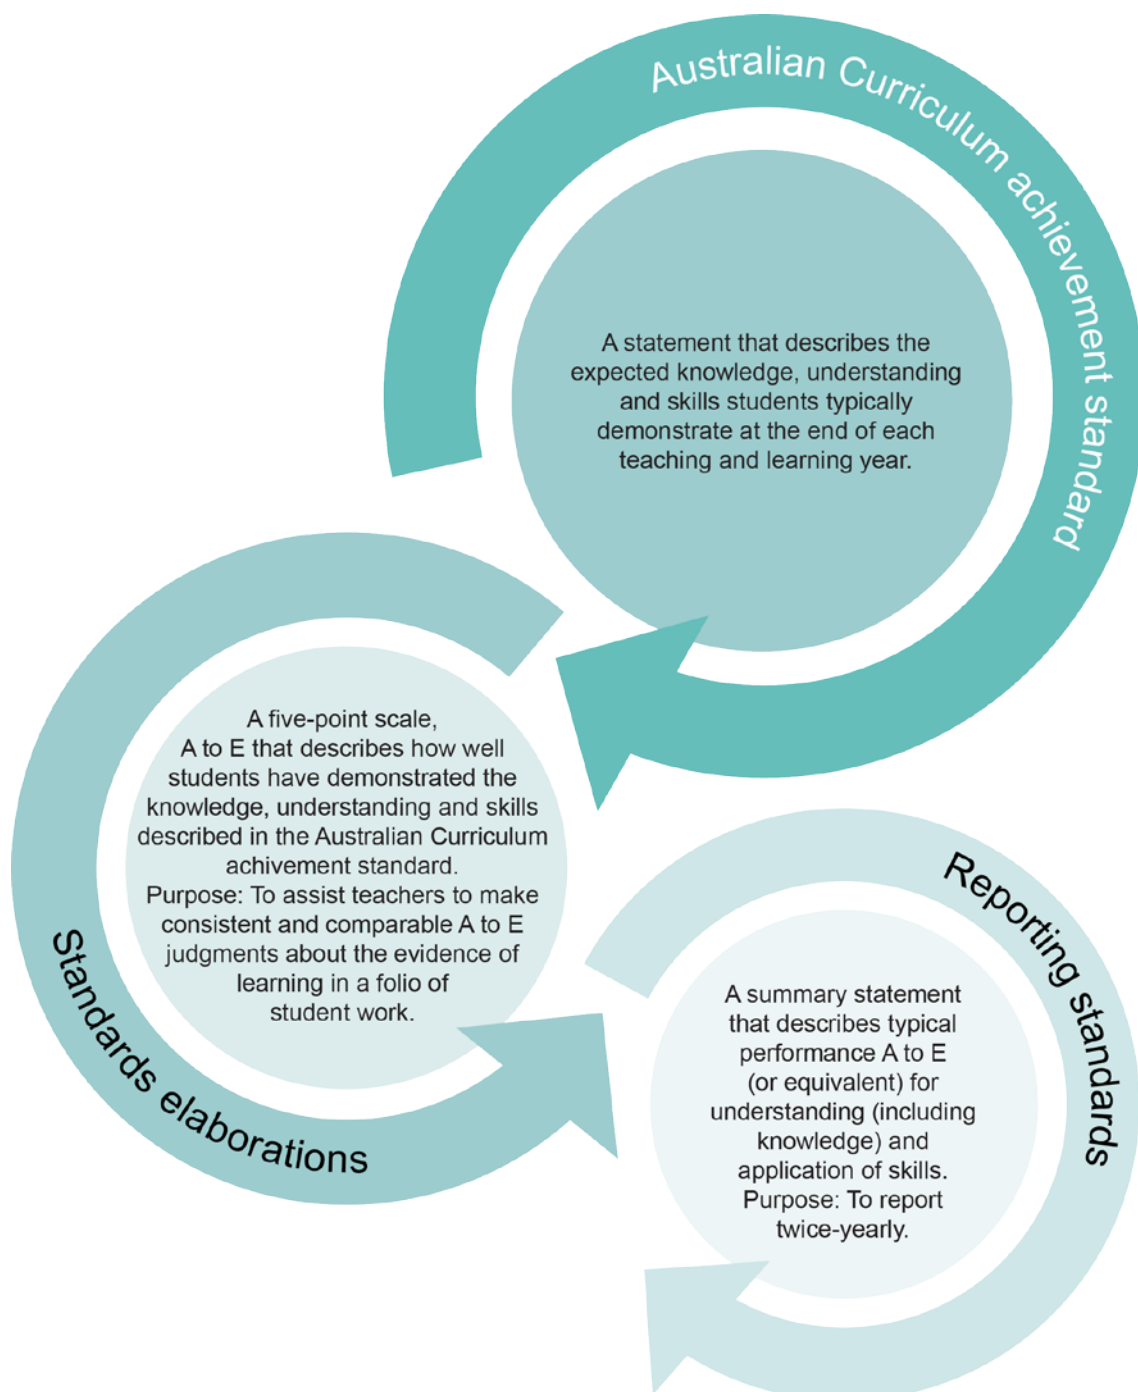 Australian Curriculum achievement standard
A statement that describes the
expected knowledge, understanding
and skills students typically
demonstrate at the end of each
teaching and learning year.
Standards elaborations
A five-point scale,
A to E that describes how well
students have demonstrated the
knowledge, understanding and skills
described in the Australian Curriculum
achivement standard.
Purpose: To assist teachers to make
consistent and comparable A to E
judgments about the evidence of
learning in a folio of
student work.
Reporting standards
A summary statement
that describes typical
performance A to E
(or equivalent) for
understanding (including
knowledge) and
application of skills.
Purpose: To report
twice-yearly.